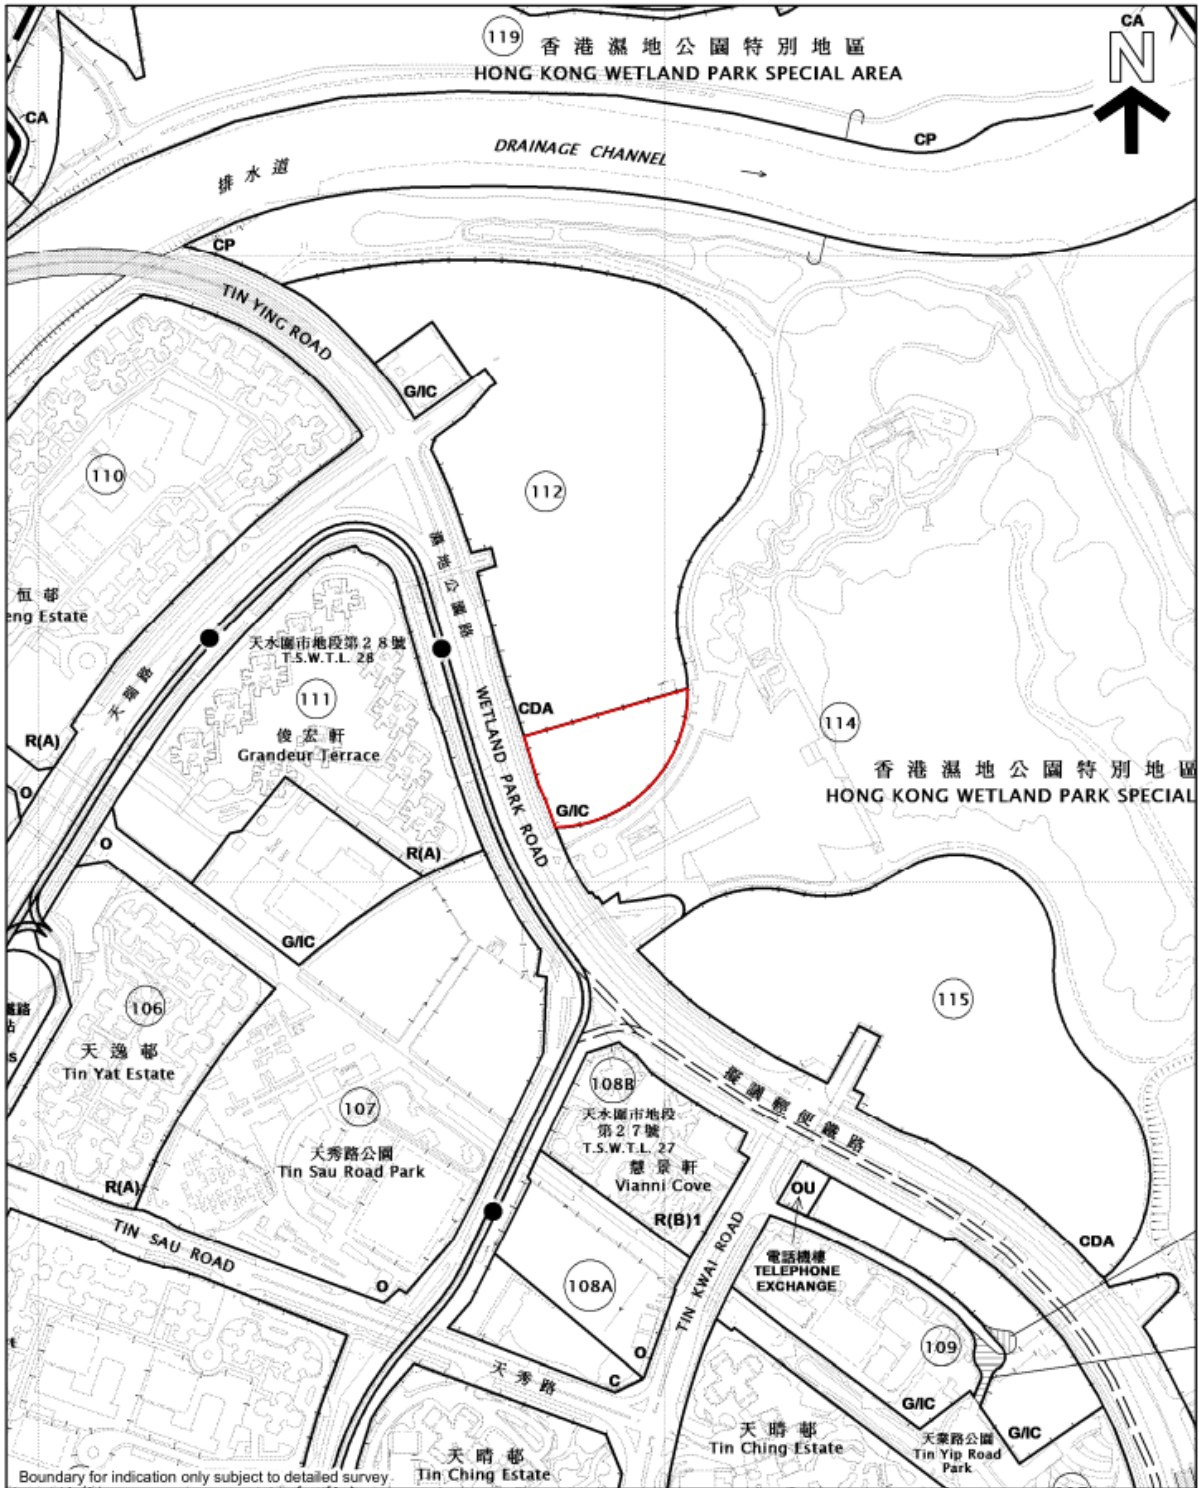 119
香港濕地公園特別地區
HONG KONG WETLAND PARK SPECIAL AREA
CA
N
CA
CP
DRAINAGE CHANNEL
排水道
CP
TIN YING ROAD
G/IC
110
112
濕地公園路
恒邨
eng Estate
天水圍市地段第28號
T.S.W.T.L. 28
111
俊宏軒
Grandeur Terrace
天瑞路
R(A)
O
CDA
WETLAND PARK ROAD
114
香港濕地公園特別地區
HONG KONG WETLAND PARK SPECIAL
G/IC
O
R(A)
G/IC
115
106
天逸邨
Tin Yat Estate
鐵路
站
s
108B
天水圍市地段
第27號
T.S.W.T.L. 27
慧景軒
Vianni Cove
擬議輕便鐵路
107
天秀路公園
Tin Sau Road Park
R(A)
R(B)1
OU
TIN SAU ROAD
TIN KWAI ROAD
電話機樓
TELEPHONE
EXCHANGE
CDA
O
108A
O
109
天秀路
C
G/IC
G/IC
天晴邨
Tin Ching Estate
天晴邨
Tin Ching Estate
天業路公園
Tin Yip Road
Park
Boundary for indication only subject to detailed survey